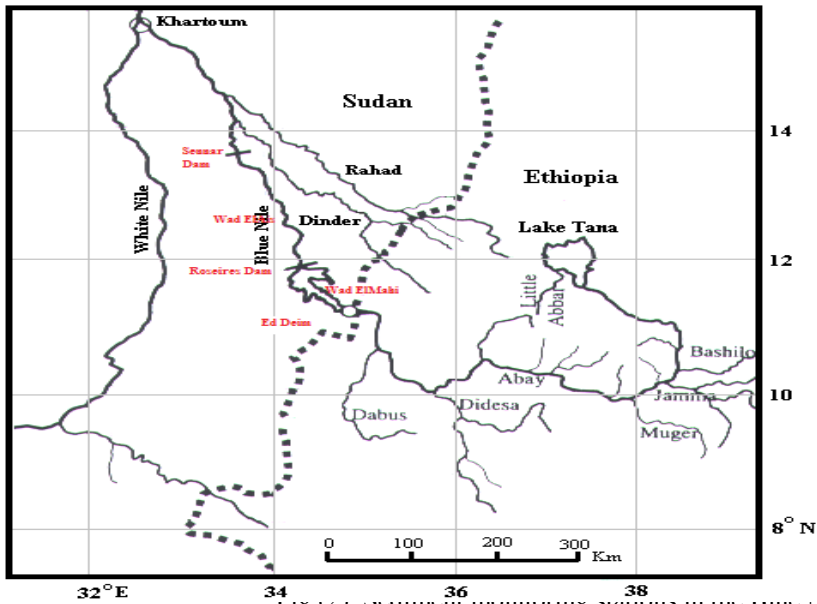 Khartoum
Sudan
14
Sennar
Dam
Rahad
Ethiopia
White Nile
Wad
Blue Nile
Dinder
Lake Tana
12
Roseires Dam
Wad ElMahi
Little
Abbar
Ed Deim
Bashilo
Abay
Jamma
10
Dabus
Didesa
Muger
8° N
0 100 200 300
Km
32°E 34 36 38